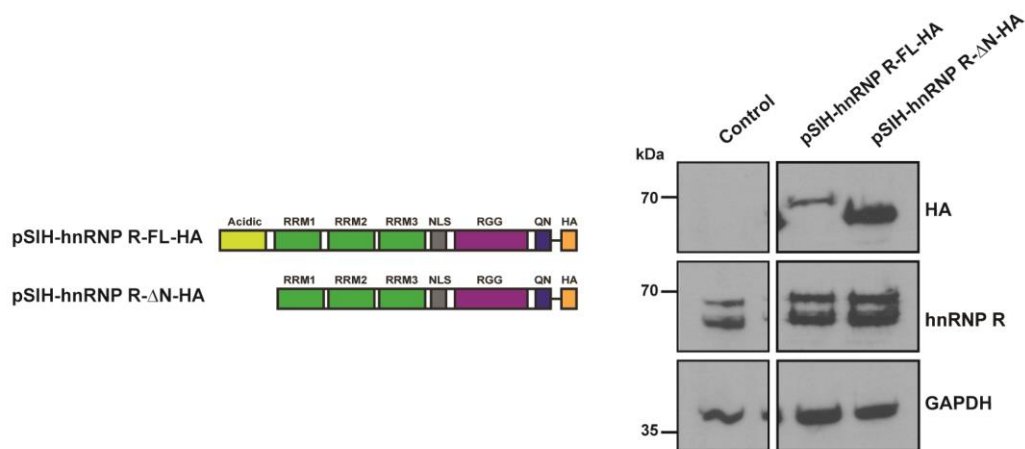 pSIH-hnRNP R-FL-HA
Acidic RRM1 RRM2 RRM3 NLS RGG QN HA
pSIH-hnRNP R-ΔN-HA
RRM1 RRM2 RRM3 NLS RGG QN HA
Control
pSIH-hnRNP R-FL-HA
pSIH-hnRNP R-ΔN-HA
kDa
70
HA
70
hnRNP R
GAPDH
35